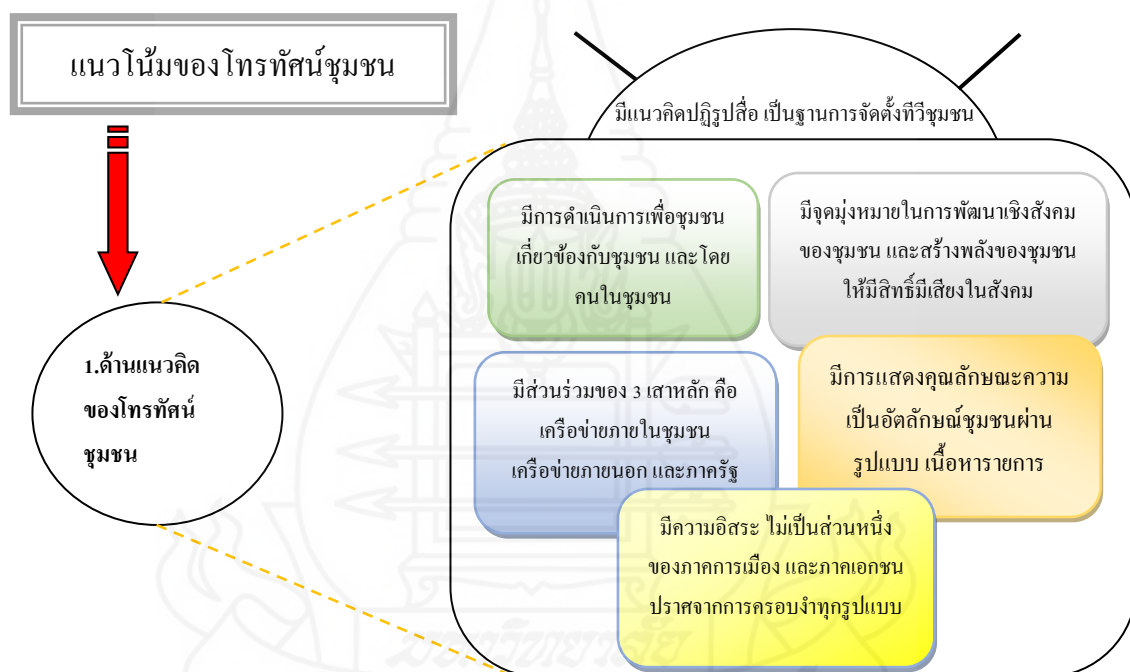 แนวโน้มของโทรทัศน์ชุมชน
มีแนวคิดปฏิรูปสื่อ เป็นฐานการจัดตั้งทีวีชุมชน
มีการดำเนินการเพื่อชุมชน
เกี่ยวข้องกับชุมชน และโดย
คนในชุมชน
มีจุดมุ่งหมายในการพัฒนาเชิงสังคม
ของชุมชน และสร้างพลังของชุมชน
ให้มีสิทธิ์มีเสียงในสังคม
1.ด้านแนวคิด
ของโทรทัศน์
ชุมชน
มีส่วนร่วมของ 3 เสาหลัก คือ
เครือข่ายภายในชุมชน
เครือข่ายภายนอก และภาครัฐ
มีการแสดงคุณลักษณะความ
เป็นอัตลักษณ์ชุมชนผ่าน
รูปแบบ เนื้อหารายการ
มีความอิสระ ไม่เป็นส่วนหนึ่ง
ของภาคการเมือง และภาคเอกชน
ปราศจากการครอบงำทุกรูปแบบ